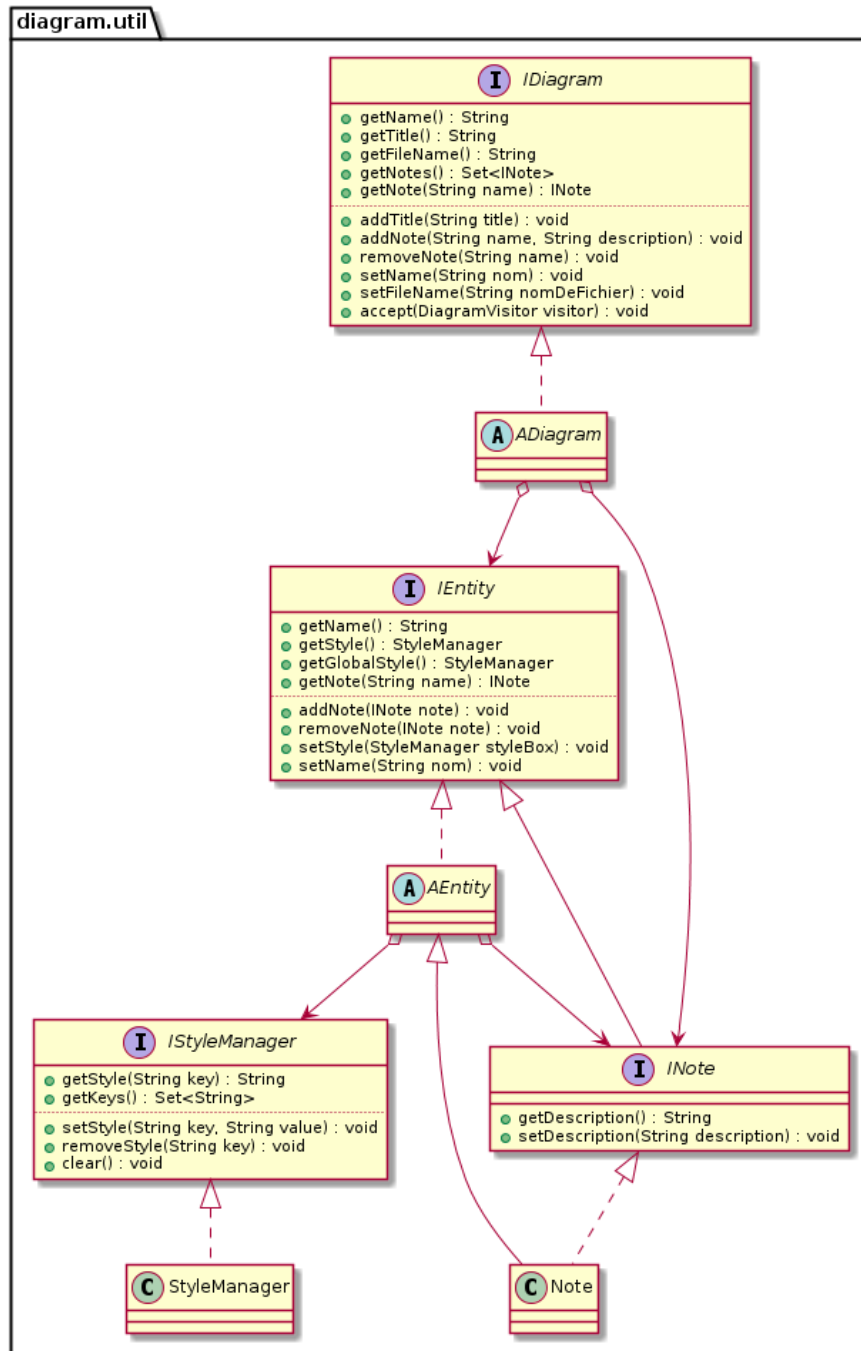 diagram.util
I IDiagram
getName() : String
getTitle() : String
getFileName() : String
getNotes() : Set<INote>
getNote(String name) : INote
addTitle(String title) : void
addNote(String name, String description) : void
removeNote(String name) : void
setName(String nom) : void
setFileName(String nomDeFichier) : void
accept(DiagramVisitor visitor) : void
A ADiagram
I IEntity
getName() : String
getStyle() : StyleManager
getGlobalStyle() : StyleManager
getNote(String name) : INote
addNote(INote note) : void
removeNote(INote note) : void
setStyle(StyleManager styleBox) : void
setName(String nom) : void
A AEntity
I IStyleManager
getStyle(String key) : String
getKeys() : Set<String>
setStyle(String key, String value) : void
removeStyle(String key) : void
clear() : void
I INote
getDescription() : String
setDescription(String description) : void
C StyleManager
C Note